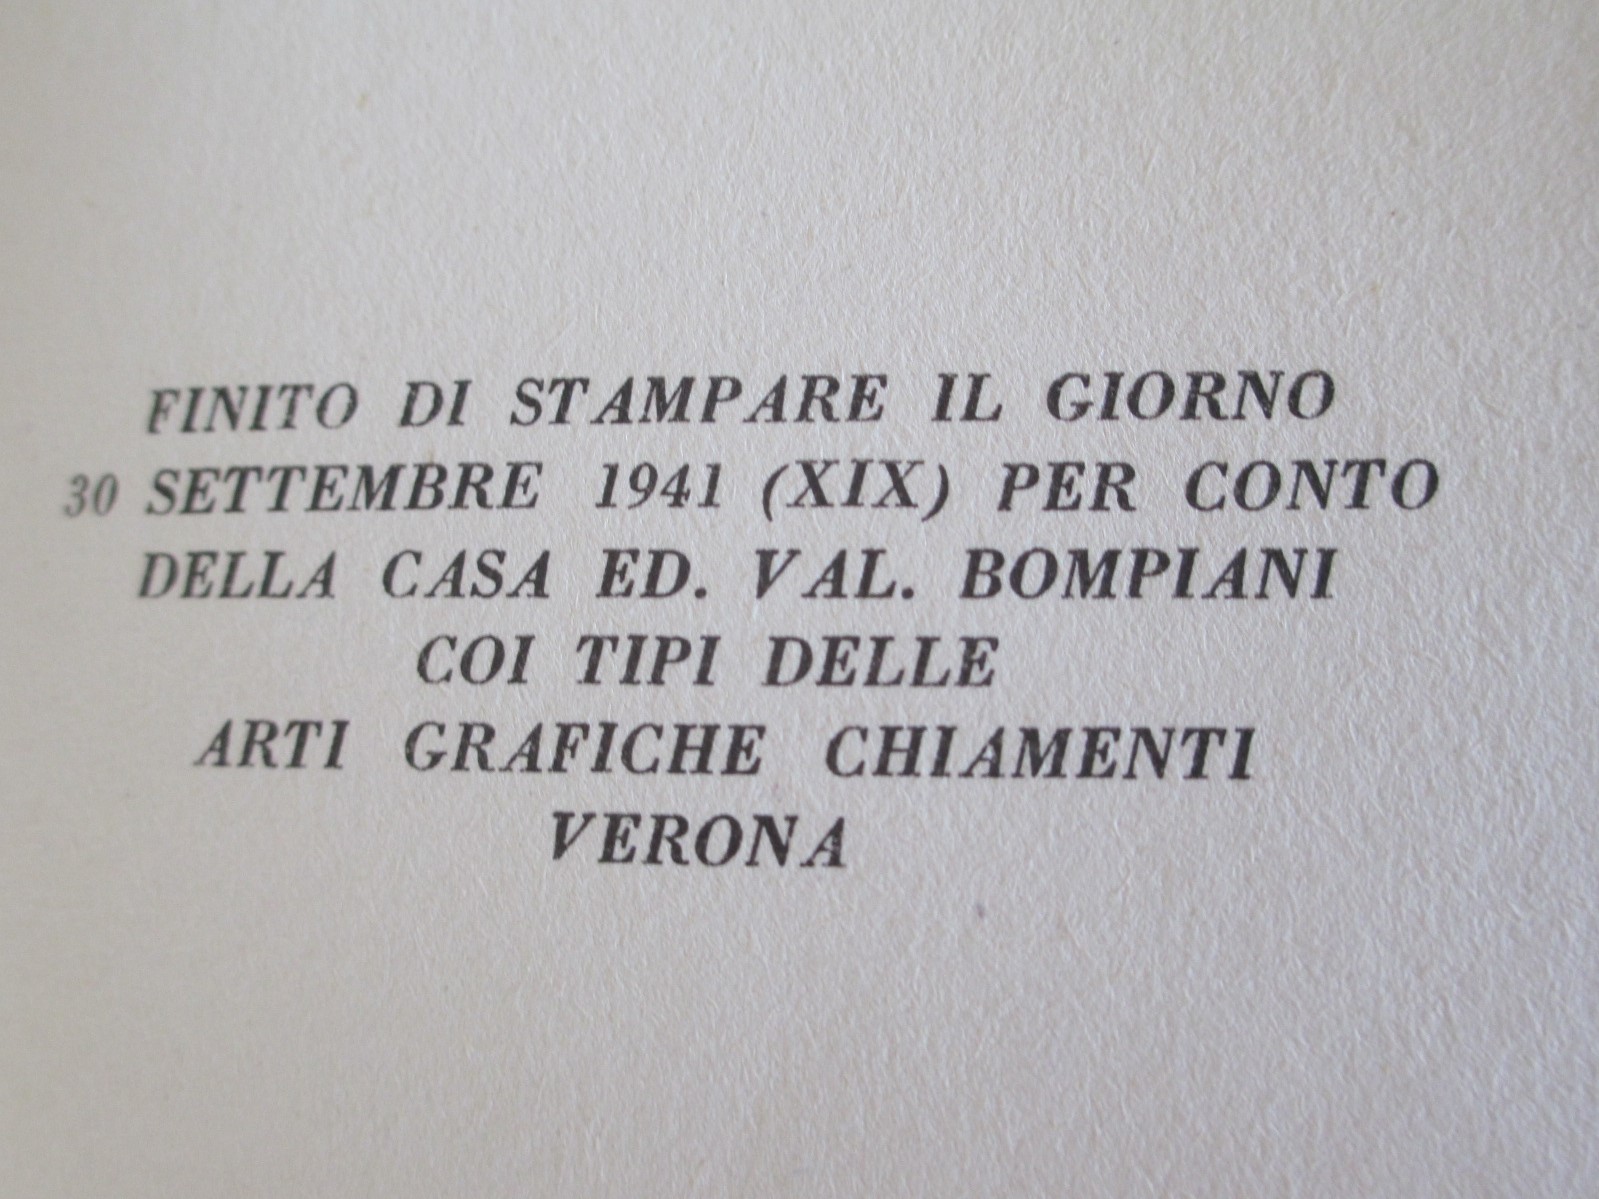 FINITO DI STAMPARE IL GIORNO
30 SETTEMBRE 1941 (XIX) PER CONTO
DELLA CASA ED. VAL. BOMPIANI
COI TIPI DELLE
ARTI GRAFICHE CHIAMENTI
VERONA